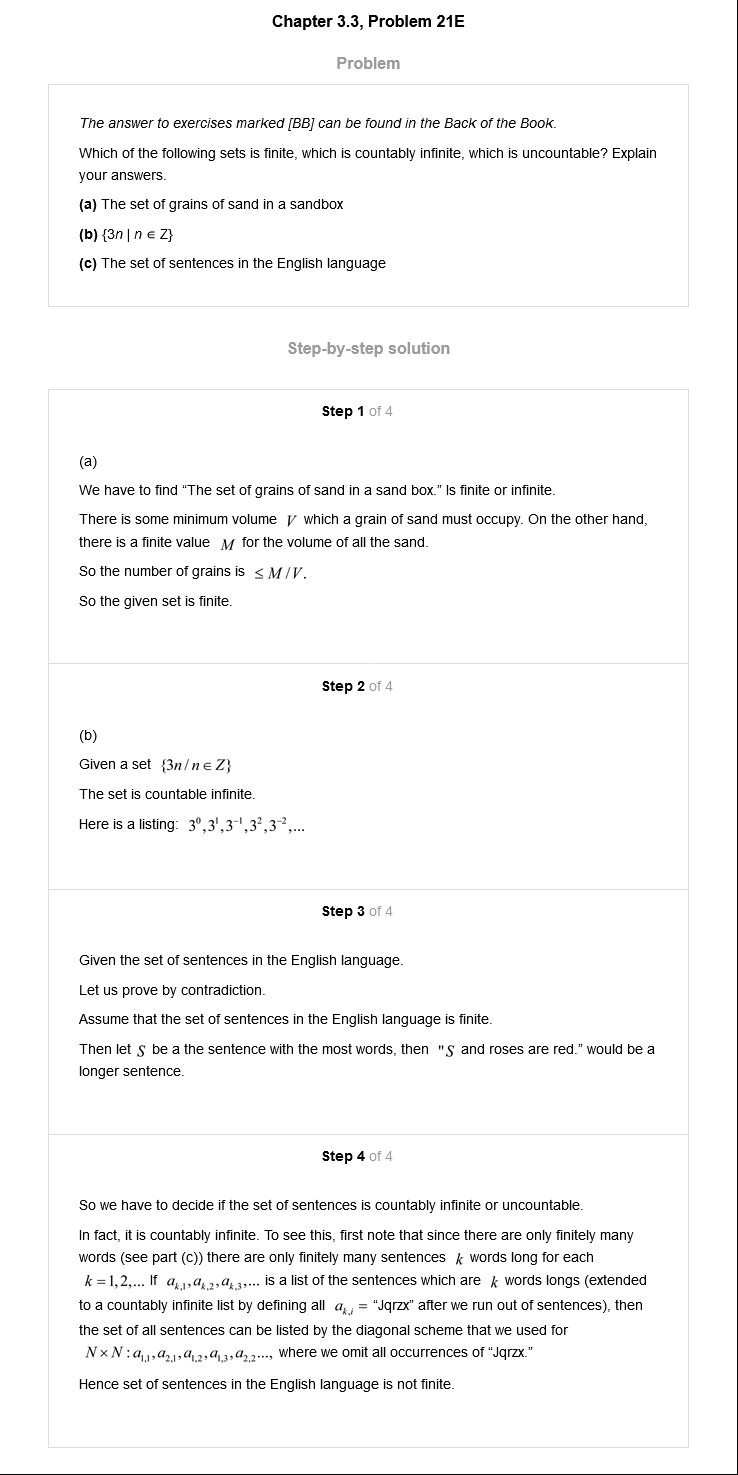 Chapter 3.3, Problem 21E
Problem
The answer to exercises marked [BB] can be found in the Back of the Book.
Which of the following sets is finite, which is countably infinite, which is uncountable? Explain
your answers.
(a) The set of grains of sand in a sandbox
(b) {3n | n ∈ Z}
(c) The set of sentences in the English language
Step-by-step solution
Step 1 of 4
(a)
We have to find “The set of grains of sand in a sand box.” Is finite or infinite.
There is some minimum volume V which a grain of sand must occupy. On the other hand,
there is a finite value M for the volume of all the sand.
So the number of grains is ≤ M / V.
So the given set is finite.
Step 2 of 4
(b)
Given a set {3n / n ∈ Z}
The set is countable infinite.
Here is a listing: 3⁰, 3¹, 3⁻¹, 3², 3⁻², ...
Step 3 of 4
Given the set of sentences in the English language.
Let us prove by contradiction.
Assume that the set of sentences in the English language is finite.
Then let S be a the sentence with the most words, then "S and roses are red.” would be a
longer sentence.
Step 4 of 4
So we have to decide if the set of sentences is countably infinite or uncountable.
In fact, it is countably infinite. To see this, first note that since there are only finitely many
words (see part (c)) there are only finitely many sentences k words long for each
k = 1, 2, ... If a_{k,1}, a_{k,2}, a_{k,3}, ... is a list of the sentences which are k words longs (extended
to a countably infinite list by defining all a_{k,i} = “Jqrzx” after we run out of sentences), then
the set of all sentences can be listed by the diagonal scheme that we used for
N × N : a_{1,1}, a_{2,1}, a_{1,2}, a_{1,3}, a_{2,2} ..., where we omit all occurrences of “Jqrzx.”
Hence set of sentences in the English language is not finite.